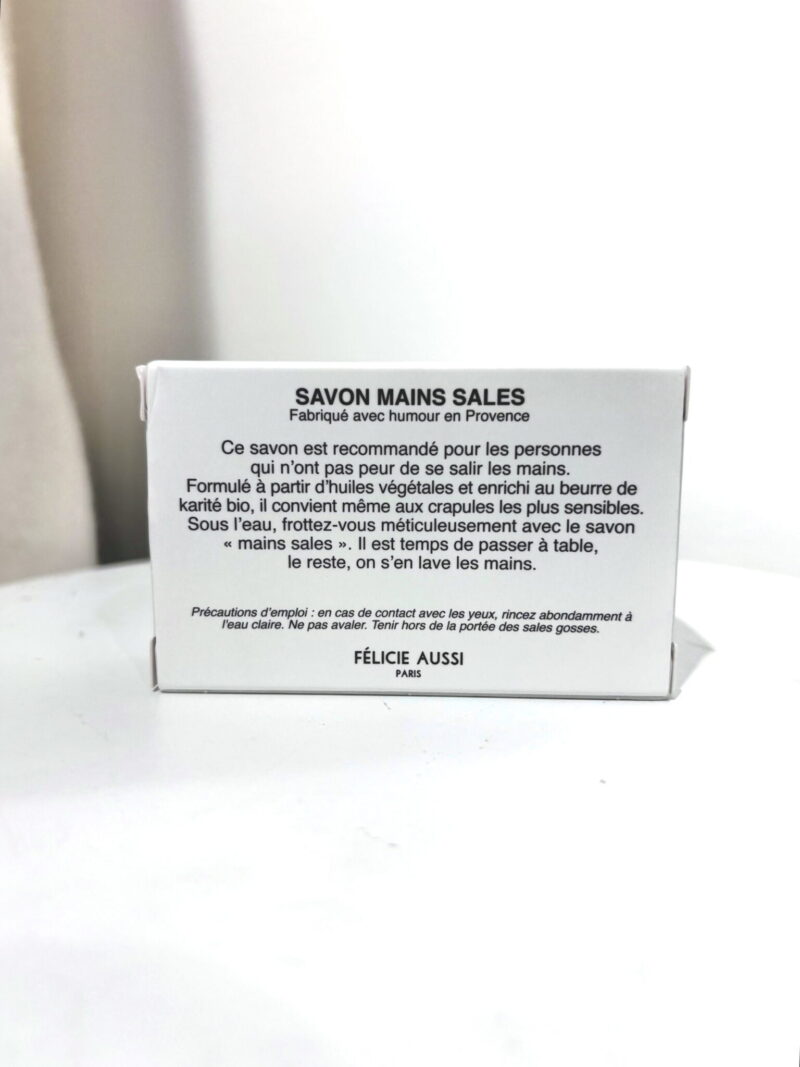 SAVON MAINS SALES
Fabriqué avec humour en Provence
Ce savon est recommandé pour les personnes
qui n'ont pas peur de se salir les mains.
Formulé à partir d'huiles végétales et enrichi au beurre de
karité bio, il convient même aux crapules les plus sensibles.
Sous l'eau, frottez-vous méticuleusement avec le savon
« mains sales ». Il est temps de passer à table,
le reste, on s'en lave les mains.
Précautions d'emploi : en cas de contact avec les yeux, rincez abondamment à
l'eau claire. Ne pas avaler. Tenir hors de la portée des sales gosses.
FÉLICIE AUSSI
PARIS